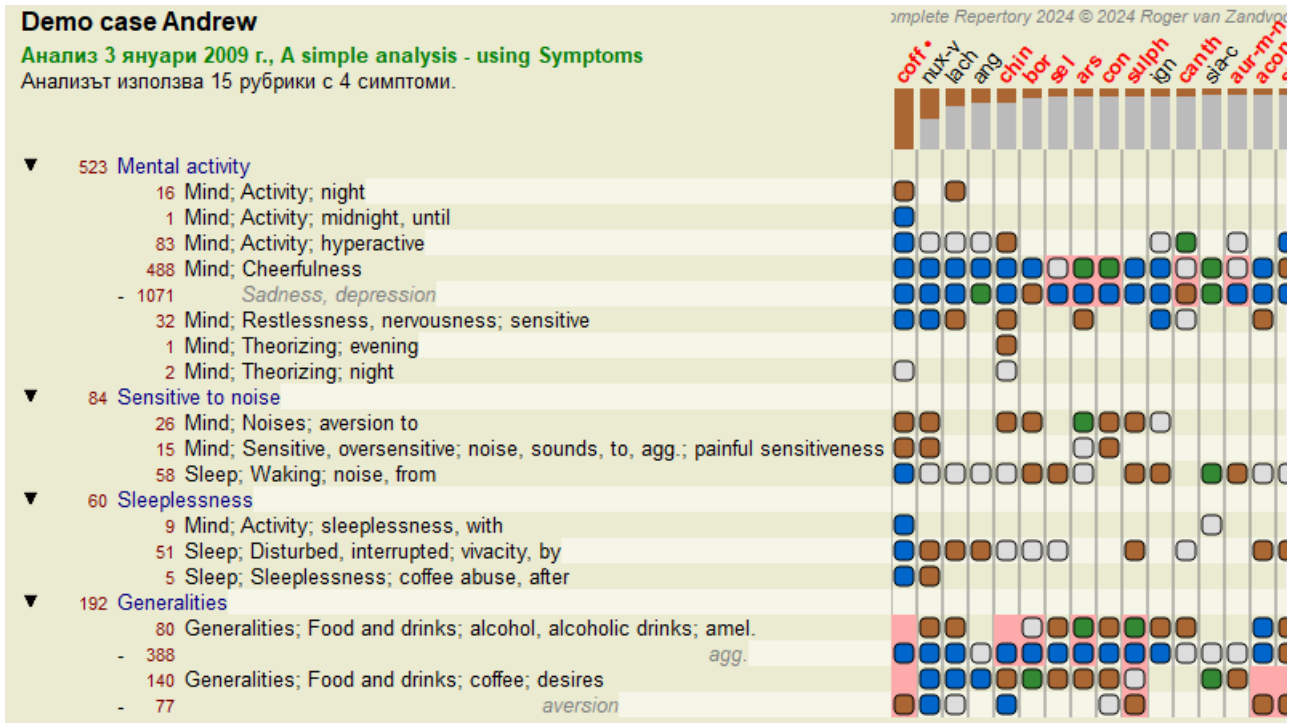 Demo case Andrew
omplete Repertory 2024 © 2024 Roger van Zandvoo
Анализ 3 януари 2009 г., A simple analysis - using Symptoms
Анализът използва 15 рубрики с 4 симптоми.
coff • nux-v lach ang chin bor sel ars con sulph ign canth sia-c aur-m-n acon
523 Mental activity
16 Mind; Activity; night
1 Mind; Activity; midnight, until
83 Mind; Activity; hyperactive
488 Mind; Cheerfulness
- 1071 Sadness, depression
32 Mind; Restlessness, nervousness; sensitive
1 Mind; Theorizing; evening
2 Mind; Theorizing; night
84 Sensitive to noise
26 Mind; Noises; aversion to
15 Mind; Sensitive, oversensitive; noise, sounds, to, agg.; painful sensitiveness
58 Sleep; Waking; noise, from
60 Sleeplessness
9 Mind; Activity; sleeplessness, with
51 Sleep; Disturbed, interrupted; vivacity, by
5 Sleep; Sleeplessness; coffee abuse, after
192 Generalities
80 Generalities; Food and drinks; alcohol, alcoholic drinks; amel.
- 388 agg.
140 Generalities; Food and drinks; coffee; desires
- 77 aversion